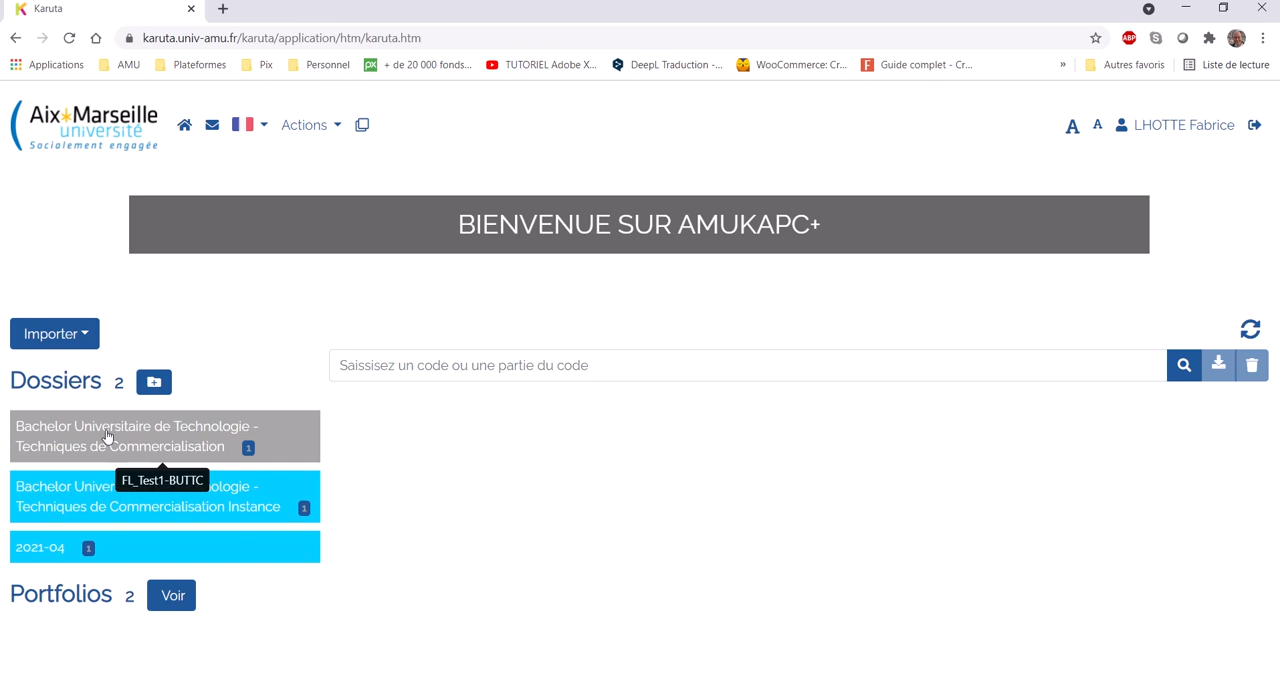 Karuta
karuta.univ-amu.fr/karuta/application/htm/karuta.htm
ABP
Applications AMU Plateformes Pix Personnel + de 20 000 fonds... TUTORIEL Adobe X... DeepL Traduction -... WooCommerce: Cr... Guide complet - Cr... » Autres favoris Liste de lecture
Aix*Marseille
université
Socialement engagée
Actions
A A LHOTTE Fabrice
BIENVENUE SUR AMUKAPC+
Importer
Saisissez un code ou une partie du code
Dossiers 2
Bachelor Universitaire de Technologie -
Techniques de Commercialisation 1
FL_Test1-BUTTC
Bachelor Univer ologie -
Techniques de Commercialisation Instance 1
2021-04 1
Portfolios 2 Voir